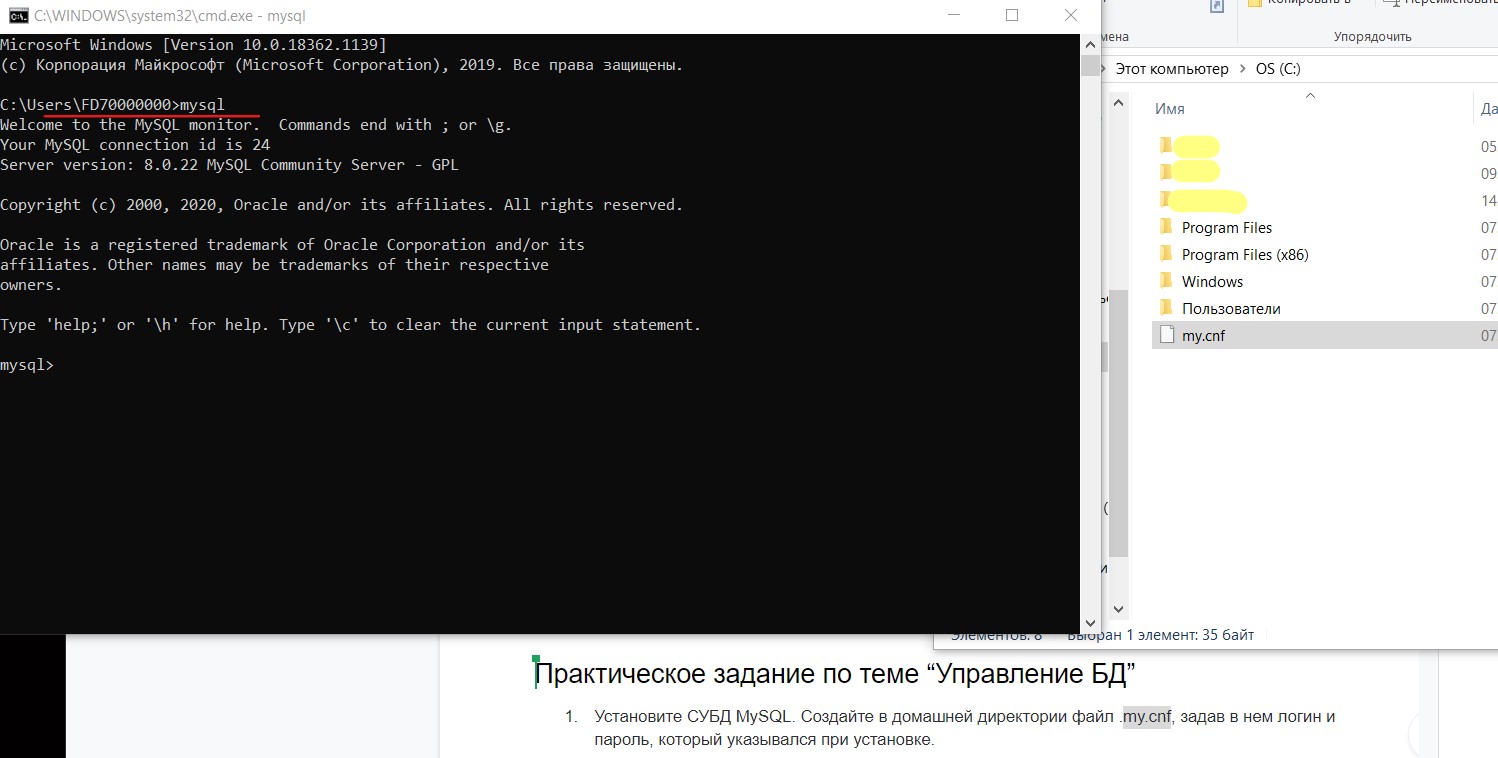 C:\WINDOWS\system32\cmd.exe - mysql
Microsoft Windows [Version 10.0.18362.1139]
(c) Корпорация Майкрософт (Microsoft Corporation), 2019. Все права защищены.
C:\Users\FD70000000>mysql
Welcome to the MySQL monitor.  Commands end with ; or \g.
Your MySQL connection id is 24
Server version: 8.0.22 MySQL Community Server - GPL
Copyright (c) 2000, 2020, Oracle and/or its affiliates. All rights reserved.
Oracle is a registered trademark of Oracle Corporation and/or its
affiliates. Other names may be trademarks of their respective
owners.
Type 'help;' or '\h' for help. Type '\c' to clear the current input statement.
mysql>
Копировать в
Переименовать
мена
Упорядочить
Этот компьютер > OS (C:)
Имя
Да
05
09
14
Program Files
07
Program Files (x86)
07
Windows
07
Пользователи
07
my.cnf
07
Элементов: 8
Выбран 1 элемент: 35 байт
Практическое задание по теме “Управление БД”
1. Установите СУБД MySQL. Создайте в домашней директории файл .my.cnf, задав в нем логин и
пароль, который указывался при установке.